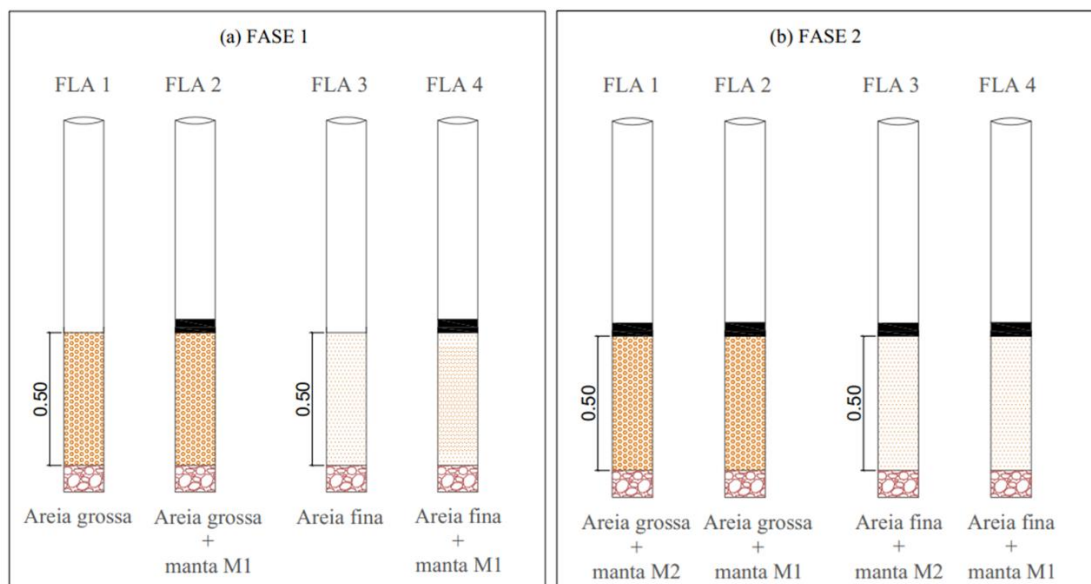 (a) FASE 1
FLA 1
FLA 2
FLA 3
FLA 4
0.50
0.50
Areia grossa
Areia grossa
+
manta M1
Areia fina
Areia fina
+
manta M1
(b) FASE 2
FLA 1
FLA 2
FLA 3
FLA 4
0.50
0.50
Areia grossa
+
manta M2
Areia grossa
+
manta M1
Areia fina
+
manta M2
Areia fina
+
manta M1